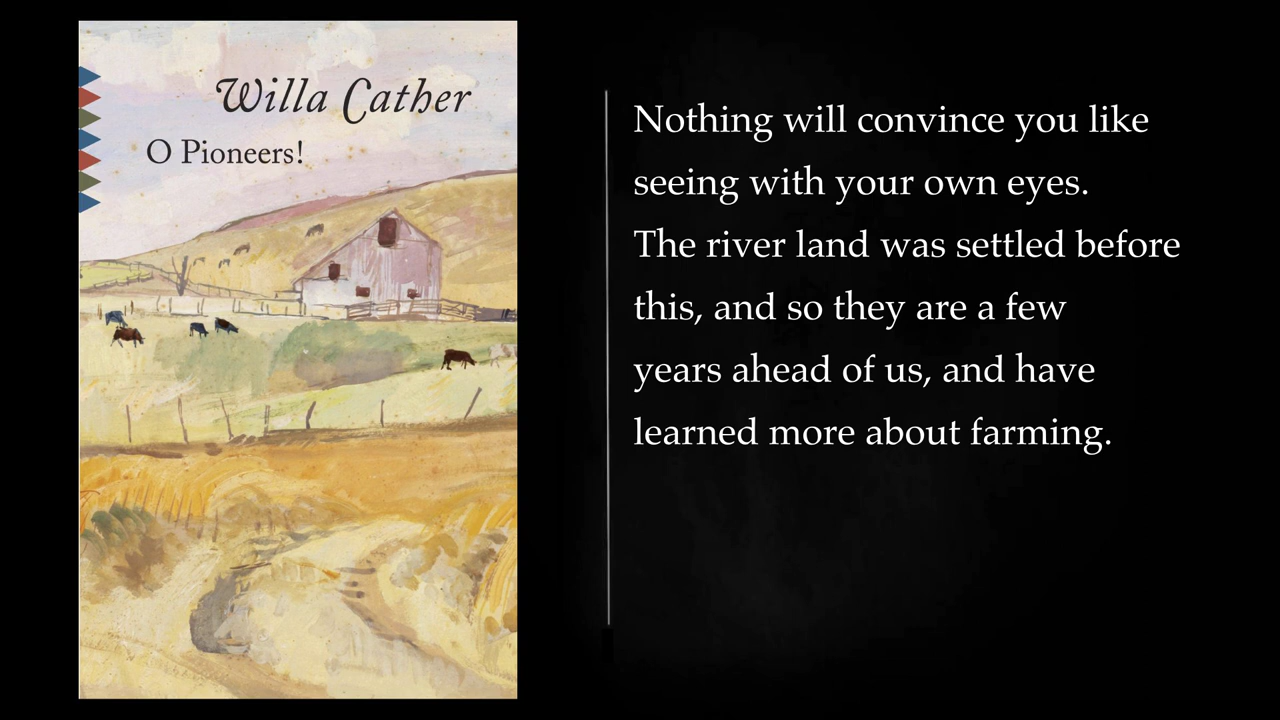 Willa Cather
O Pioneers!
Nothing will convince you like
seeing with your own eyes.
The river land was settled before
this, and so they are a few
years ahead of us, and have
learned more about farming.